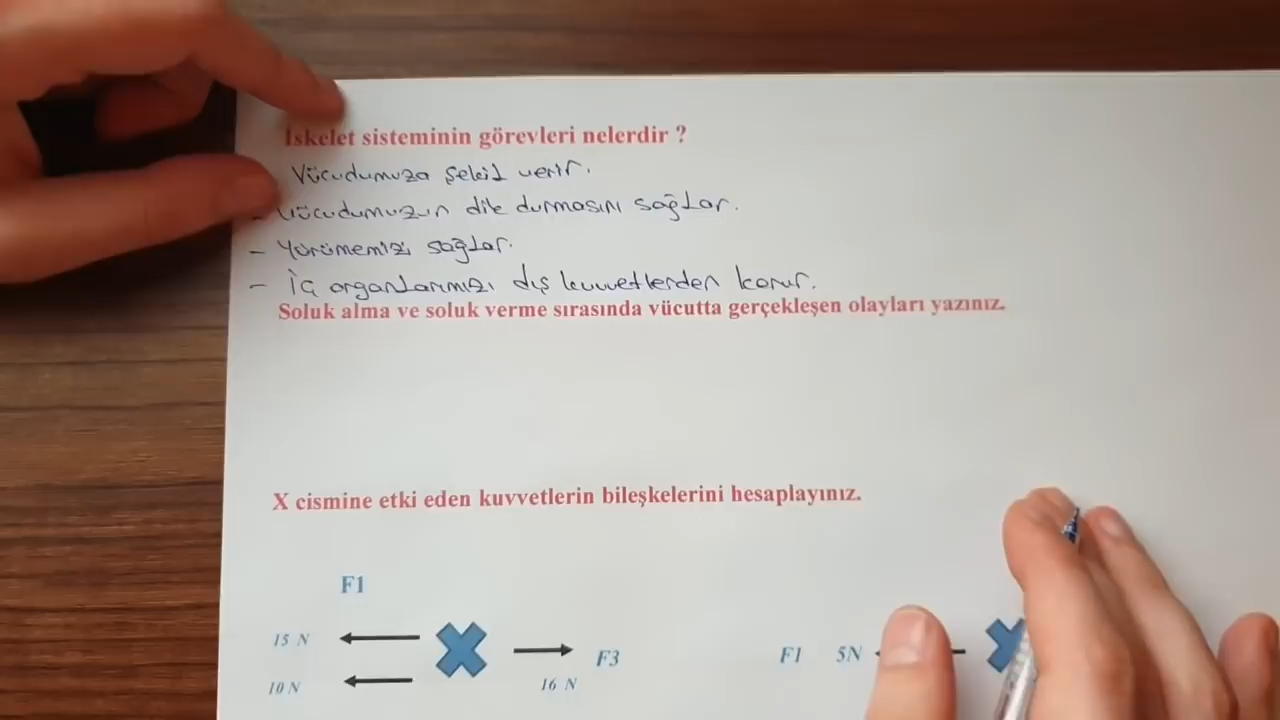 İskelet sisteminin görevleri nelerdir ?
Vücudumuza şekil verir.
- Vücudumuzun dik durmasını sağlar.
- Yürümemizi sağlar.
- İç organlarımızı dış kuvvetlerden korur.
Soluk alma ve soluk verme sırasında vücutta gerçekleşen olayları yazınız.
X cismine etki eden kuvvetlerin bileşkelerini hesaplayınız.
F1
15 N
F3
F1 5N
10 N
16 N